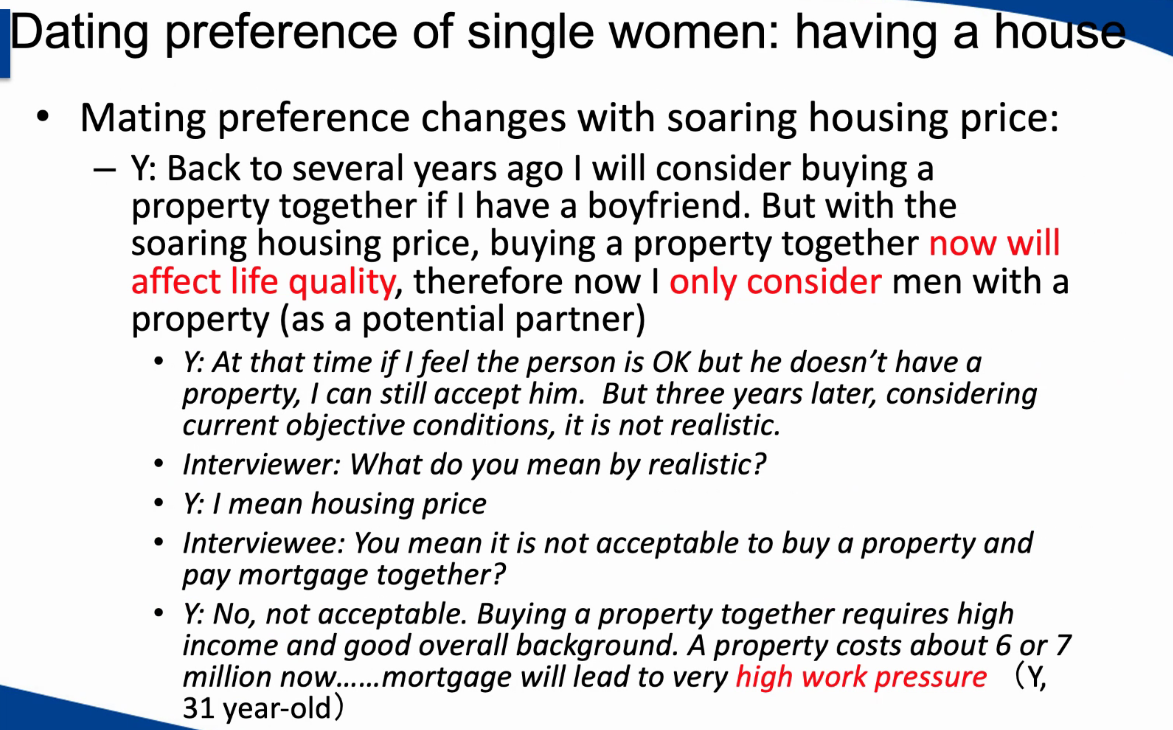 Dating preference of single women: having a house
• Mating preference changes with soaring housing price:
– Y: Back to several years ago I will consider buying a
property together if I have a boyfriend. But with the
soaring housing price, buying a property together now will
affect life quality, therefore now I only consider men with a
property (as a potential partner)
• Y: At that time if I feel the person is OK but he doesn’t have a
property, I can still accept him.  But three years later, considering
current objective conditions, it is not realistic.
• Interviewer: What do you mean by realistic?
• Y: I mean housing price
• Interviewee: You mean it is not acceptable to buy a property and
pay mortgage together?
• Y: No, not acceptable. Buying a property together requires high
income and good overall background. A property costs about 6 or 7
million now……mortgage will lead to very high work pressure （Y,
31 year-old）